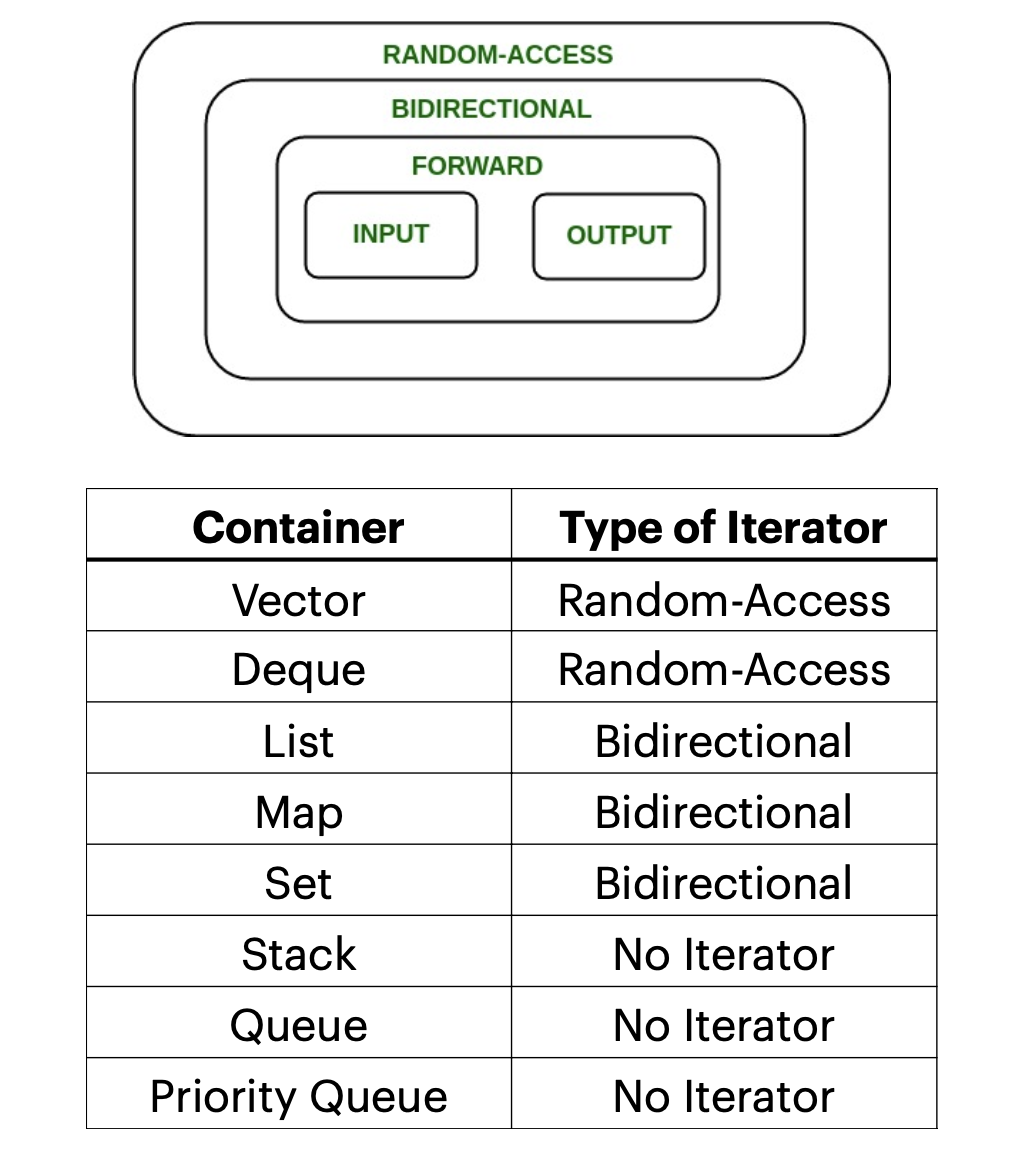 RANDOM-ACCESS
BIDIRECTIONAL
FORWARD
INPUT OUTPUT
Container Type of Iterator
Vector Random-Access
Deque Random-Access
List Bidirectional
Map Bidirectional
Set Bidirectional
Stack No Iterator
Queue No Iterator
Priority Queue No Iterator